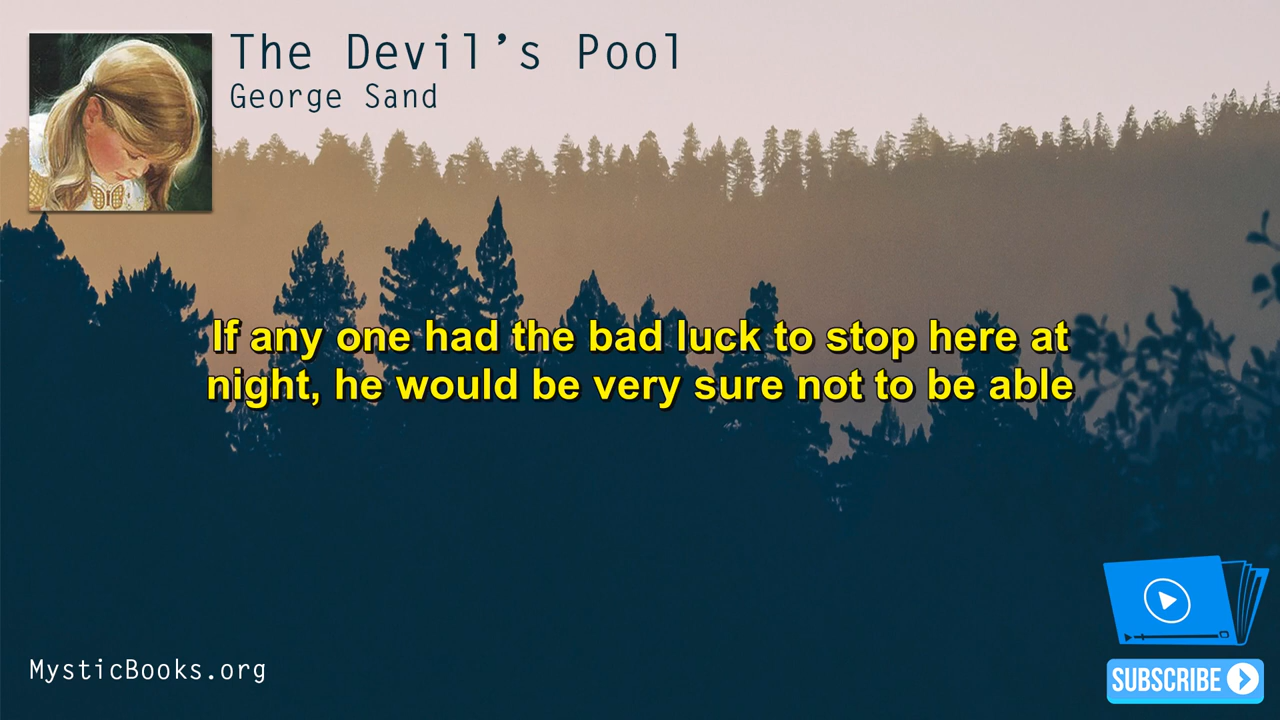 The Devil's Pool
George Sand
If any one had the bad luck to stop here at
night, he would be very sure not to be able
MysticBooks.org
SUBSCRIBE